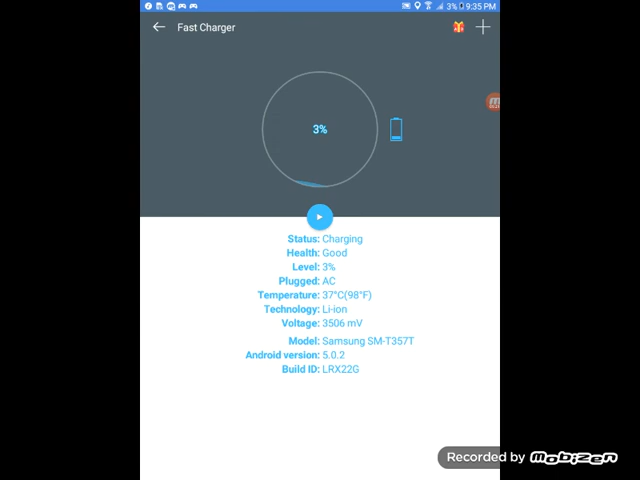 3% 9:35 PM
Fast Charger
3%
Status: Charging
Health: Good
Level: 3%
Plugged: AC
Temperature: 37°C(98°F)
Technology: Li-ion
Voltage: 3506 mV
Model: Samsung SM-T357T
Android version: 5.0.2
Build ID: LRX22G
Recorded by Mobizen